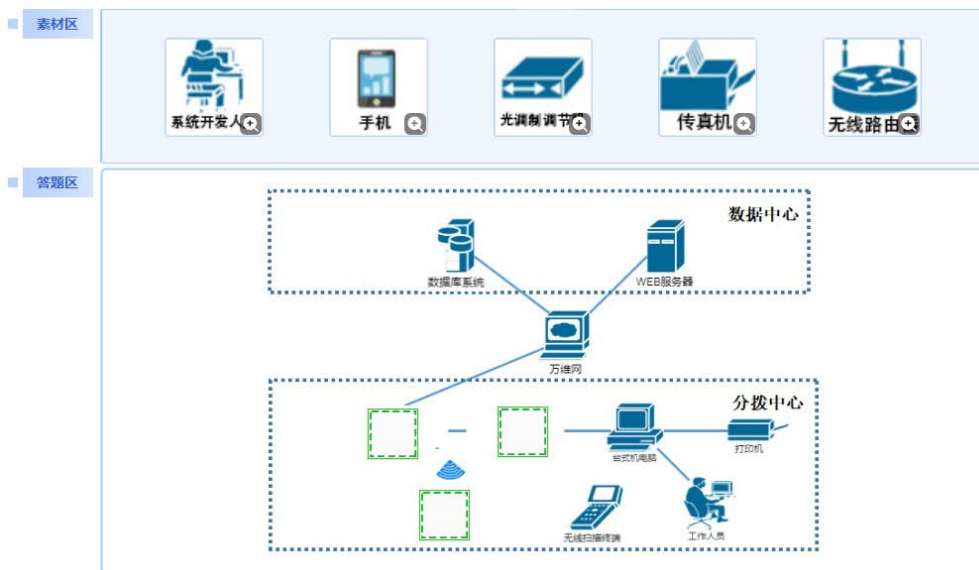 素材区
系统开发人
手机
光调制调节
传真机
无线路由
答题区
数据中心
数据库系统
WEB服务器
万维网
分拨中心
台式机电脑
打印机
无线扫描终端
工作人员